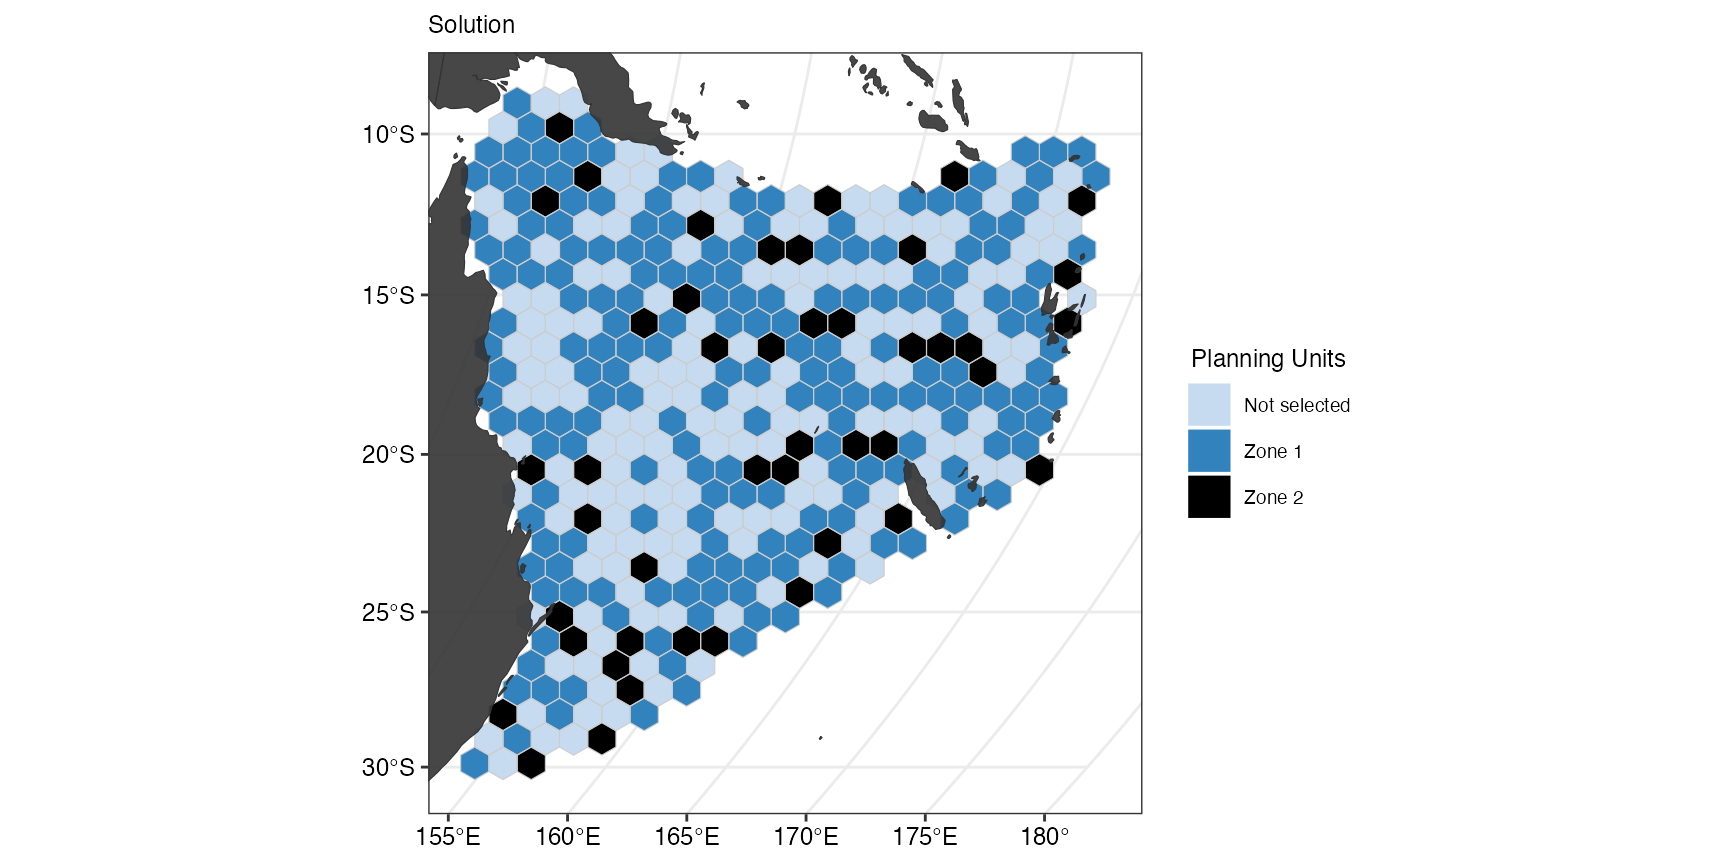 Solution
10°S
15°S
20°S
25°S
30°S
155°E 160°E 165°E 170°E 175°E 180°
Planning Units
Not selected
Zone 1
Zone 2